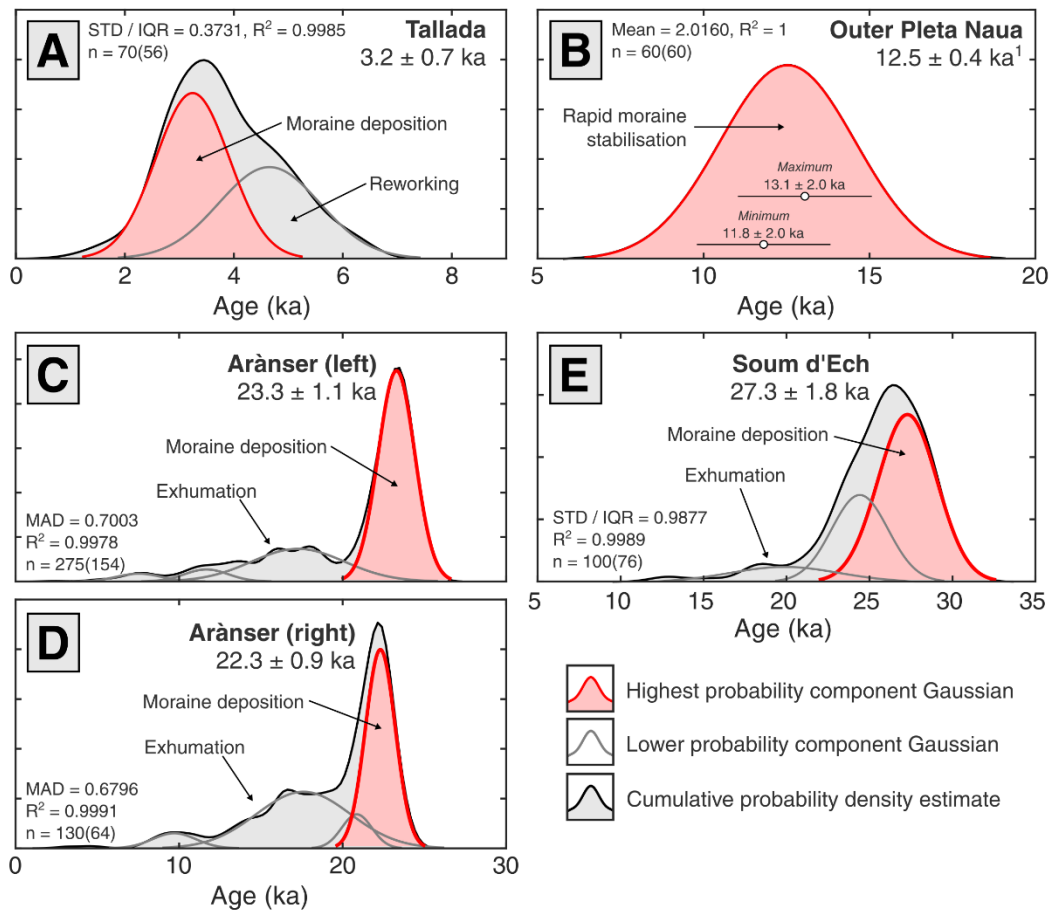 A
STD / IQR = 0.3731, R² = 0.9985
n = 70(56)
Tallada
3.2 ± 0.7 ka
Moraine deposition
Reworking
0 2 4 6 8
Age (ka)
B
Mean = 2.0160, R² = 1
n = 60(60)
Outer Pleta Naua
12.5 ± 0.4 ka¹
Rapid moraine
stabilisation
Maximum
13.1 ± 2.0 ka
Minimum
11.8 ± 2.0 ka
5 10 15 20
Age (ka)
C
Arànser (left)
23.3 ± 1.1 ka
Moraine deposition
Exhumation
MAD = 0.7003
R² = 0.9978
n = 275(154)
E
Soum d'Ech
27.3 ± 1.8 ka
Moraine deposition
Exhumation
STD / IQR = 0.9877
R² = 0.9989
n = 100(76)
5 10 15 20 25 30 35
Age (ka)
D
Arànser (right)
22.3 ± 0.9 ka
Moraine deposition
Exhumation
MAD = 0.6796
R² = 0.9991
n = 130(64)
0 10 20 30
Age (ka)
Highest probability component Gaussian
Lower probability component Gaussian
Cumulative probability density estimate